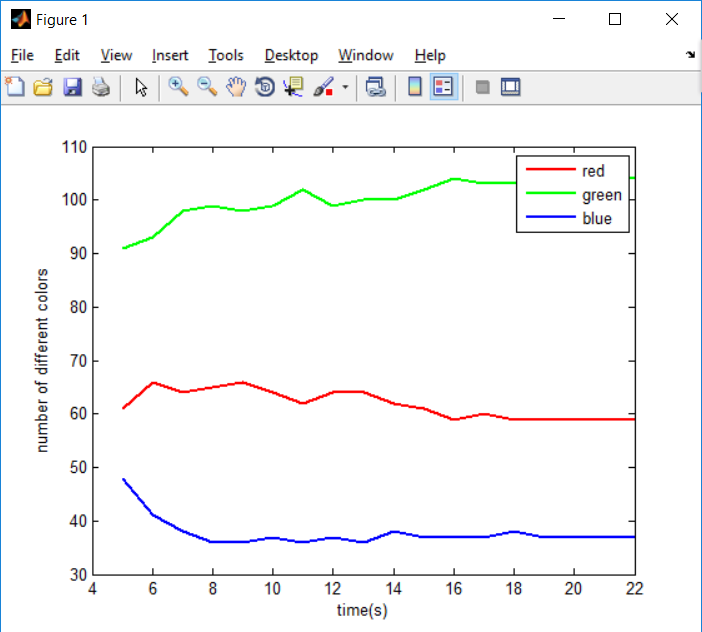 Figure 1
File Edit View Insert Tools Desktop Window Help
110
100
90
80
70
60
50
40
30
number of different colors
red
green
blue
4 6 8 10 12 14 16 18 20 22
time(s)